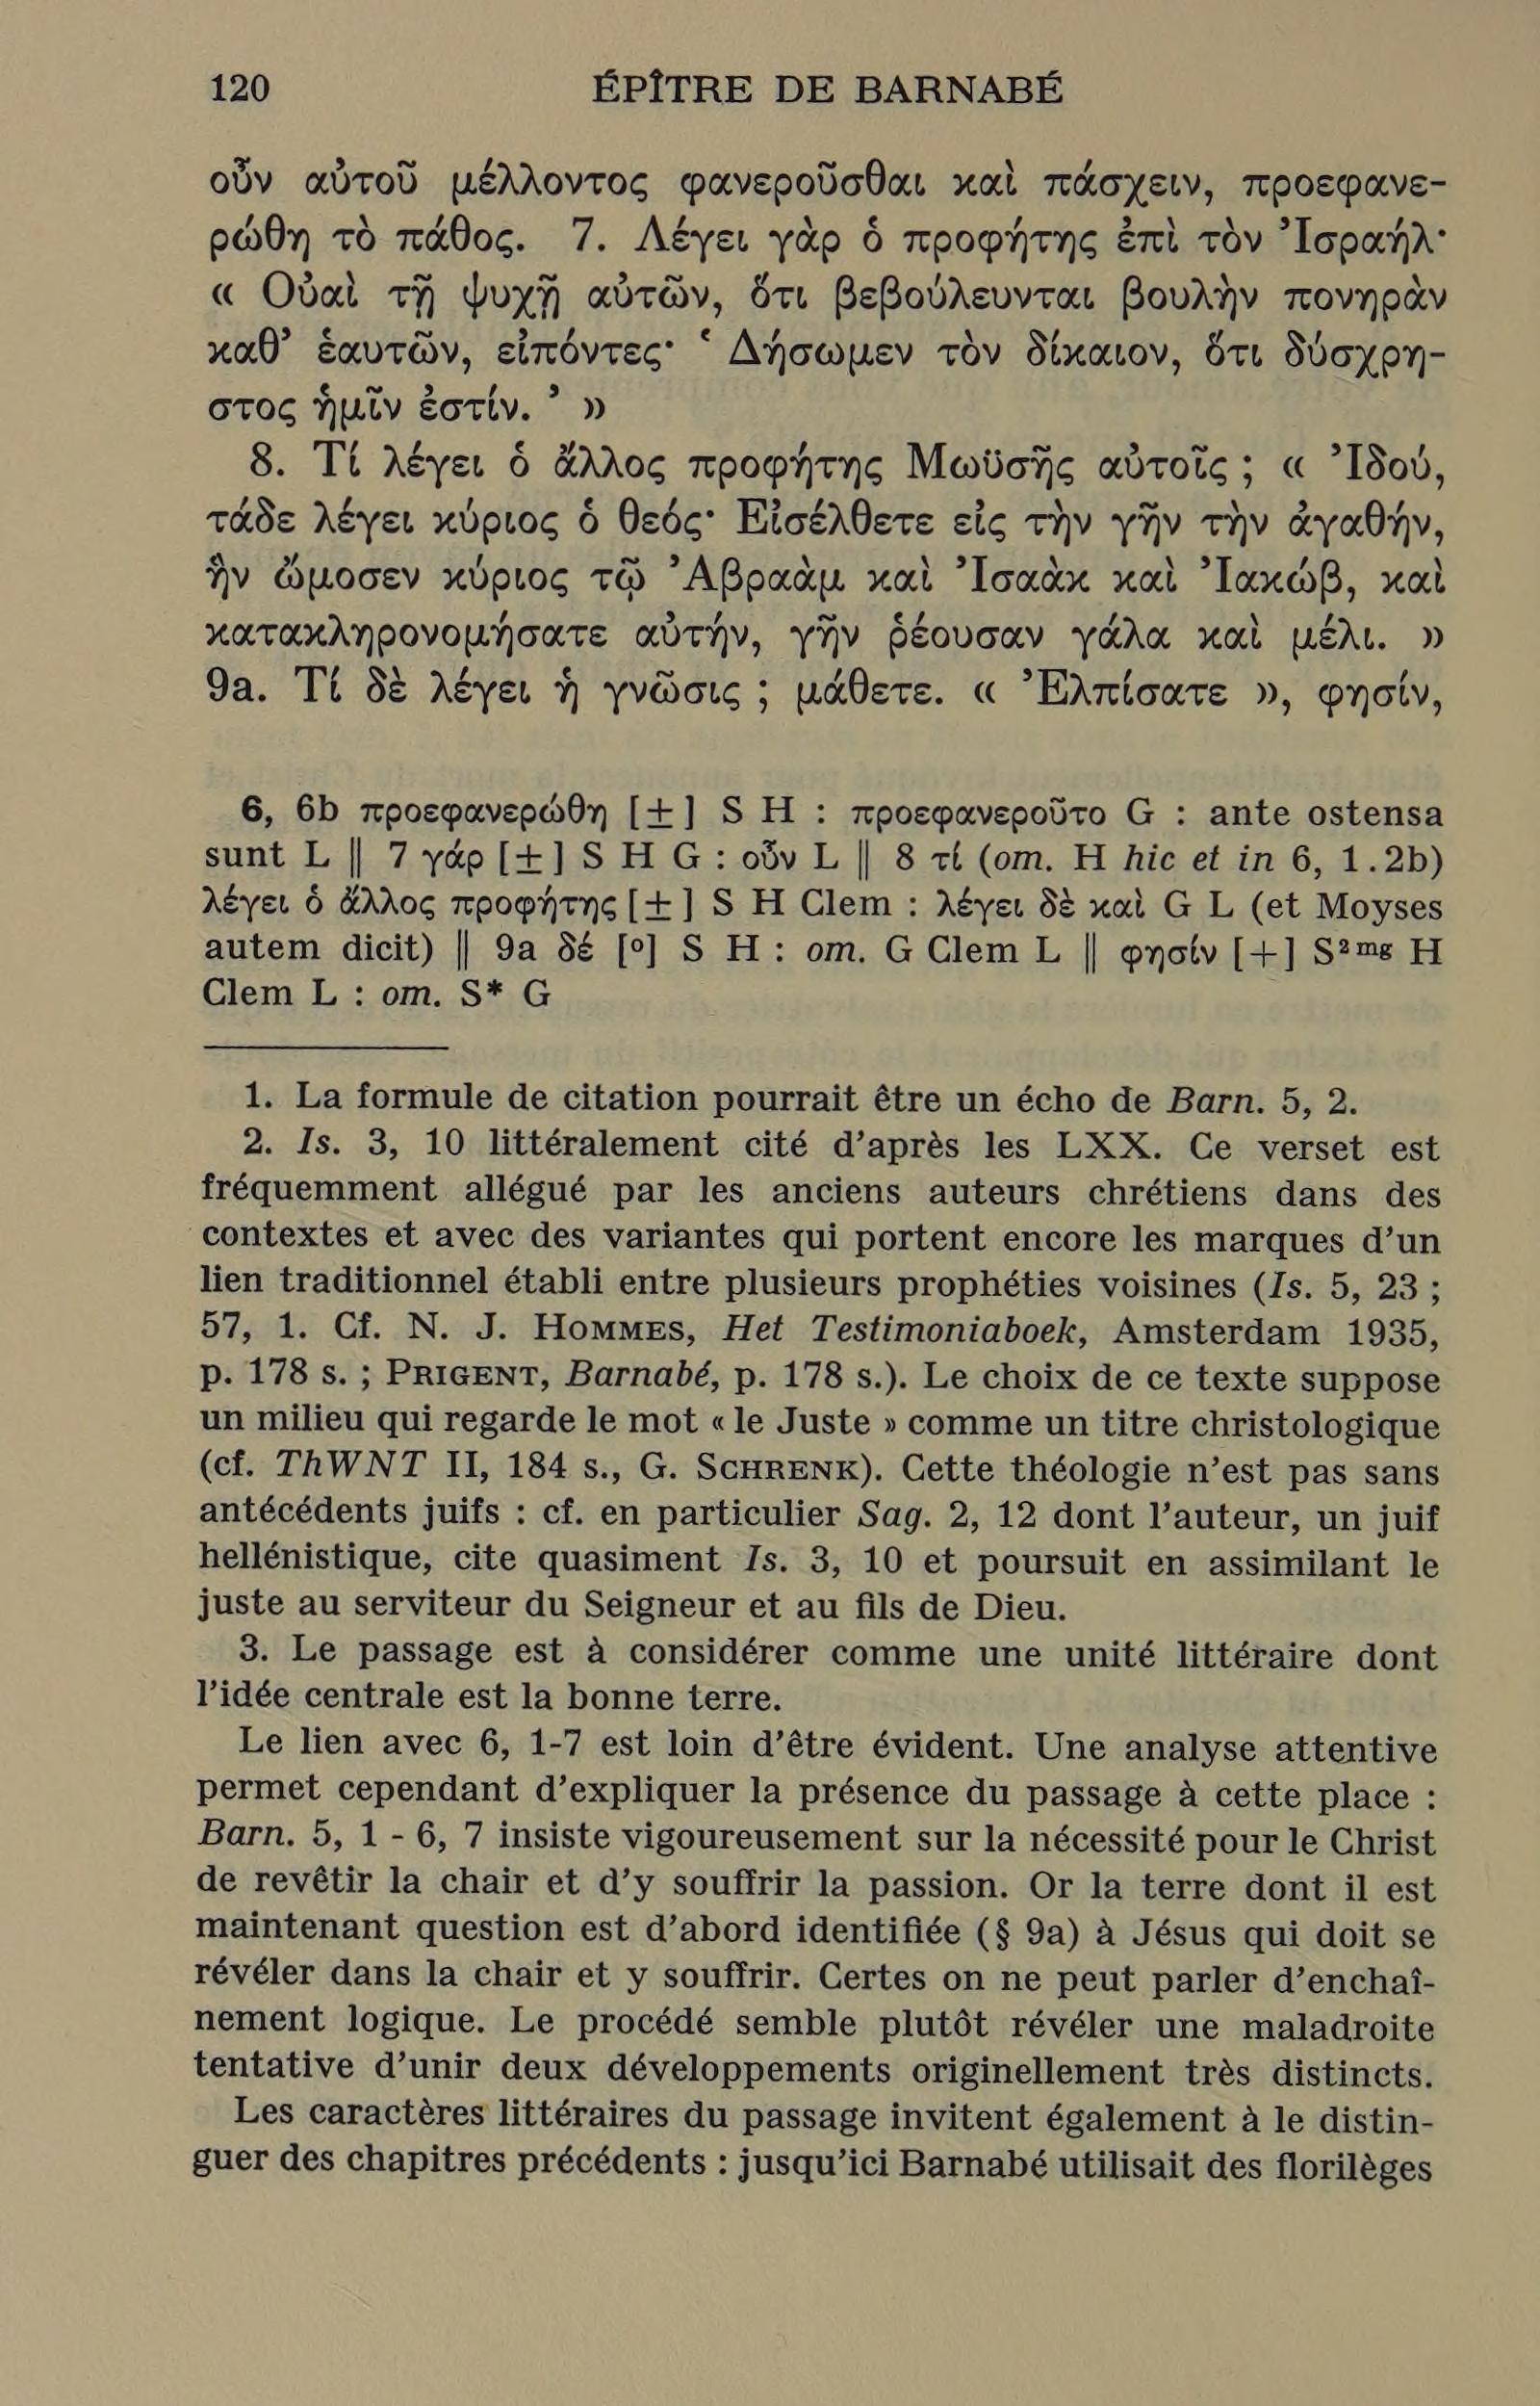 120 ÉPÎTRE DE BARNABÉ
οὖν αὐτοῦ μέλλοντος φανεροῦσθαι καὶ πάσχειν, προεφανε-
ρώθη τὸ πάθος. 7. Λέγει γὰρ ὁ προφήτης ἐπὶ τὸν Ἰσραήλ·
« Οὐαὶ τῇ ψυχῇ αὐτῶν, ὅτι βεβούλευνται βουλὴν πονηρὰν
καθ’ ἑαυτῶν, εἰπόντες· ‘ Δήσωμεν τὸν δίκαιον, ὅτι δύσχρη-
στος ἡμῖν ἐστίν. ’ »
8. Τί λέγει ὁ ἄλλος προφήτης Μωϋσῆς αὐτοῖς ; « Ἰδού,
τάδε λέγει κύριος ὁ θεός· Εἰσέλθετε εἰς τὴν γῆν τὴν ἀγαθήν,
ἣν ὤμοσεν κύριος τῷ Ἀβραὰμ καὶ Ἰσαὰκ καὶ Ἰακώβ, καὶ
κατακληρονομήσατε αὐτήν, γῆν ῥέουσαν γάλα καὶ μέλι. »
9a. Τί δὲ λέγει ἡ γνῶσις ; μάθετε. « Ἐλπίσατε », φησίν,
6, 6b προεφανερώθη [±] S H : προεφανεροῦτο G : ante ostensa
sunt L || 7 γάρ [±] S H G : οὖν L || 8 τί (om. H hic et in 6, 1.2b)
λέγει ὁ ἄλλος προφήτης [±] S H Clem : λέγει δὲ καὶ G L (et Moyses
autem dicit) || 9a δέ [º] S H : om. G Clem L || φησίν [+] S² ᵐᵍ H
Clem L : om. S* G
1. La formule de citation pourrait être un écho de Barn. 5, 2.
2. Is. 3, 10 littéralement cité d’après les LXX. Ce verset est
fréquemment allégué par les anciens auteurs chrétiens dans des
contextes et avec des variantes qui portent encore les marques d’un
lien traditionnel établi entre plusieurs prophéties voisines (Is. 5, 23 ;
57, 1. Cf. N. J. HOMMES, Het Testimoniaboek, Amsterdam 1935,
p. 178 s. ; PRIGENT, Barnabé, p. 178 s.). Le choix de ce texte suppose
un milieu qui regarde le mot « le Juste » comme un titre christologique
(cf. ThWNT II, 184 s., G. SCHRENK). Cette théologie n’est pas sans
antécédents juifs : cf. en particulier Sag. 2, 12 dont l’auteur, un juif
hellénistique, cite quasiment Is. 3, 10 et poursuit en assimilant le
juste au serviteur du Seigneur et au fils de Dieu.
3. Le passage est à considérer comme une unité littéraire dont
l’idée centrale est la bonne terre.
Le lien avec 6, 1-7 est loin d’être évident. Une analyse attentive
permet cependant d’expliquer la présence du passage à cette place :
Barn. 5, 1 - 6, 7 insiste vigoureusement sur la nécessité pour le Christ
de revêtir la chair et d’y souffrir la passion. Or la terre dont il est
maintenant question est d’abord identifiée (§ 9a) à Jésus qui doit se
révéler dans la chair et y souffrir. Certes on ne peut parler d’enchaî-
nement logique. Le procédé semble plutôt révéler une maladroite
tentative d’unir deux développements originellement très distincts.
Les caractères littéraires du passage invitent également à le distin-
guer des chapitres précédents : jusqu’ici Barnabé utilisait des florilèges